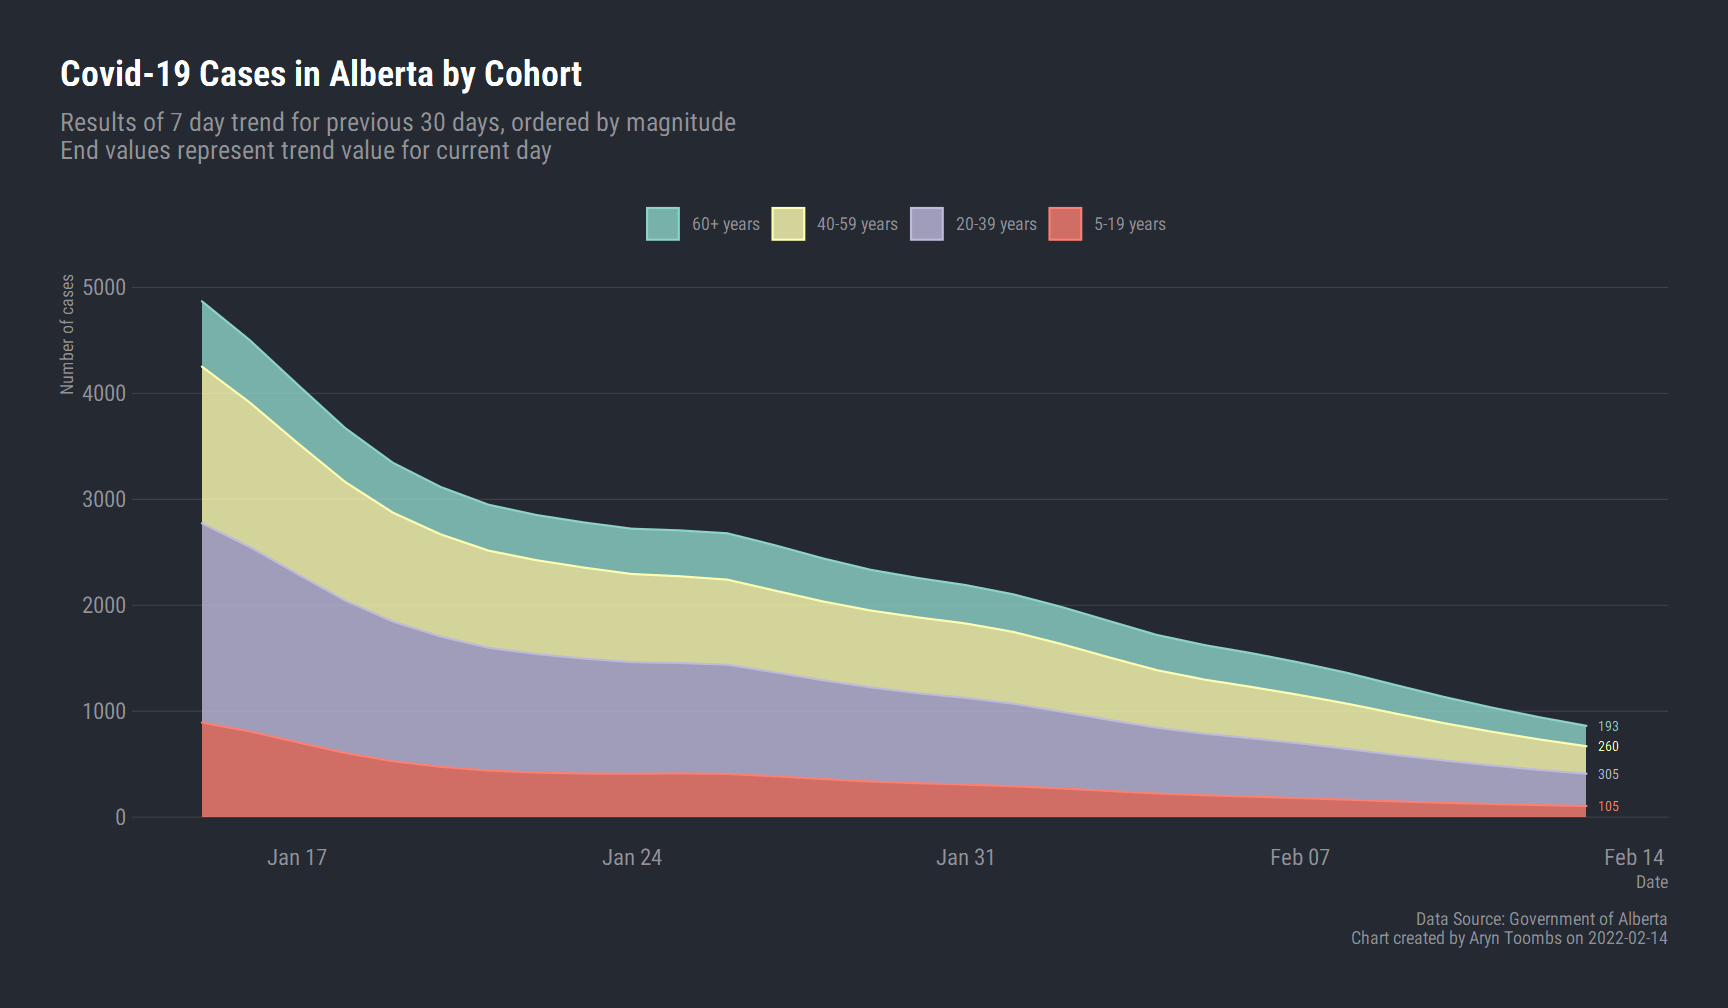 Covid-19 Cases in Alberta by Cohort
Results of 7 day trend for previous 30 days, ordered by magnitude
End values represent trend value for current day
60+ years
40-59 years
20-39 years
5-19 years
Number of cases
5000
4000
3000
2000
1000
0
193
260
305
105
Jan 17
Jan 24
Jan 31
Feb 07
Feb 14
Date
Data Source: Government of Alberta
Chart created by Aryn Toombs on 2022-02-14